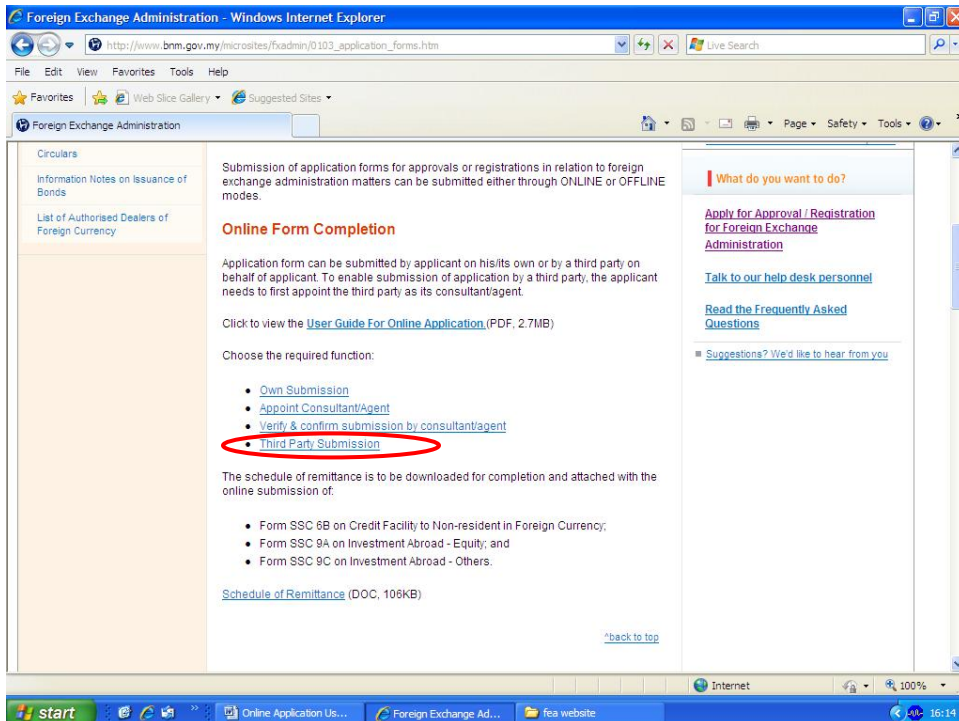 Foreign Exchange Administration - Windows Internet Explorer
http://www.bnm.gov.my/microsites/fxadmin/0103_application_forms.htm
Live Search
File Edit View Favorites Tools Help
Favorites Web Slice Gallery Suggested Sites
Foreign Exchange Administration
Page Safety Tools
Circulars
Information Notes on Issuance of
Bonds
List of Authorised Dealers of
Foreign Currency
Submission of application forms for approvals or registrations in relation to foreign
exchange administration matters can be submitted either through ONLINE or OFFLINE
modes.
Online Form Completion
Application form can be submitted by applicant on his/its own or by a third party on
behalf of applicant. To enable submission of application by a third party, the applicant
needs to first appoint the third party as its consultant/agent.
Click to view the User Guide For Online Application.(PDF, 2.7MB)
Choose the required function:
• Own Submission
• Appoint Consultant/Agent
• Verify & confirm submission by consultant/agent
• Third Party Submission
The schedule of remittance is to be downloaded for completion and attached with the
online submission of:
• Form SSC 6B on Credit Facility to Non-resident in Foreign Currency;
• Form SSC 9A on Investment Abroad - Equity; and
• Form SSC 9C on Investment Abroad - Others.
Schedule of Remittance (DOC, 106KB)
^back to top
What do you want to do?
Apply for Approval / Registration
for Foreign Exchange
Administration
Talk to our help desk personnel
Read the Frequently Asked
Questions
Suggestions? We'd like to hear from you
Internet 100%
start Online Application Us... Foreign Exchange Ad... fea website 16:14